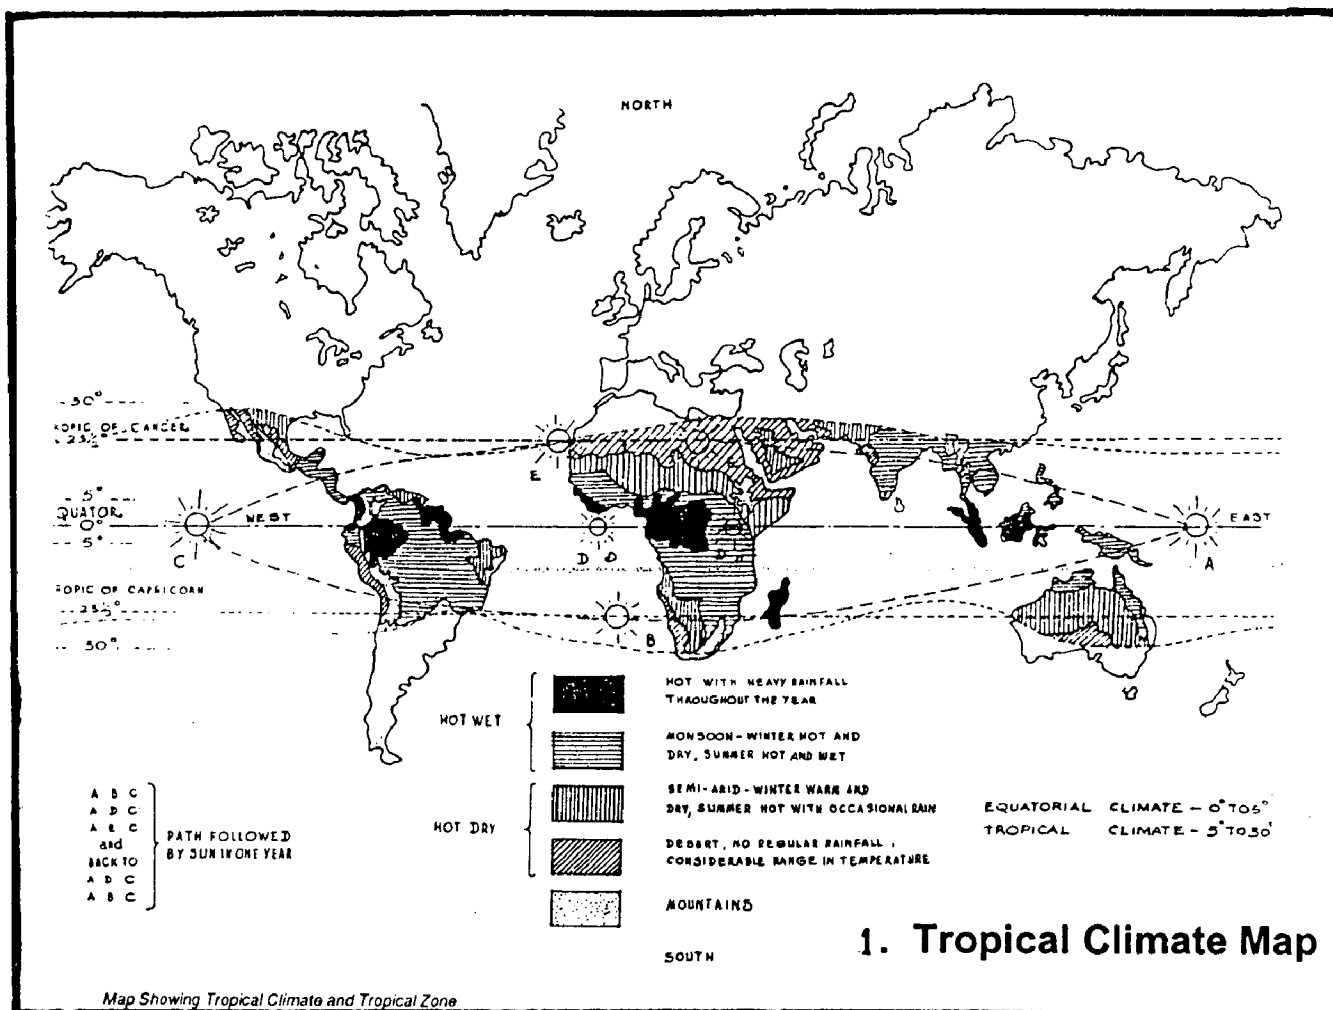 NORTH
30°
TROPIC OF CANCER
23½°
E
5°
EQUATOR
0°
5°
WEST
EAST
C
D
D
A
TROPIC OF CAPRICORN
23½°
B
30°
HOT WET
HOT WITH HEAVY RAINFALL
THROUGHOUT THE YEAR
MONSOON - WINTER HOT AND
DRY, SUMMER HOT AND WET
HOT DRY
SEMI-ARID - WINTER WARM AND
DRY, SUMMER HOT WITH OCCASIONAL RAIN
DESERT, NO REGULAR RAINFALL,
CONSIDERABLE RANGE IN TEMPERATURE
MOUNTAINS
SOUTH
A B C
A D C
A E C
and
BACK TO
A D C
A B C
PATH FOLLOWED
BY SUN IN ONE YEAR
EQUATORIAL CLIMATE - 0° TO 5°
TROPICAL CLIMATE - 5° TO 30°
1. Tropical Climate Map
Map Showing Tropical Climate and Tropical Zone